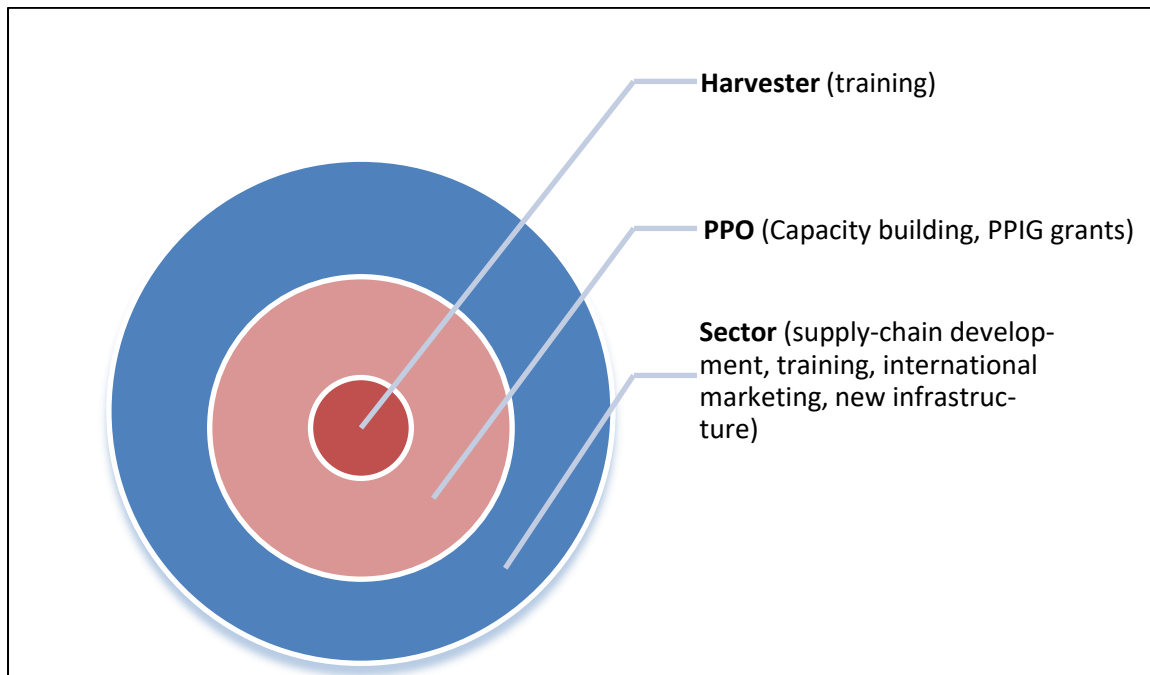 Harvester (training)
PPO (Capacity building, PPIG grants)
Sector (supply-chain develop-
ment, training, international
marketing, new infrastruc-
ture)